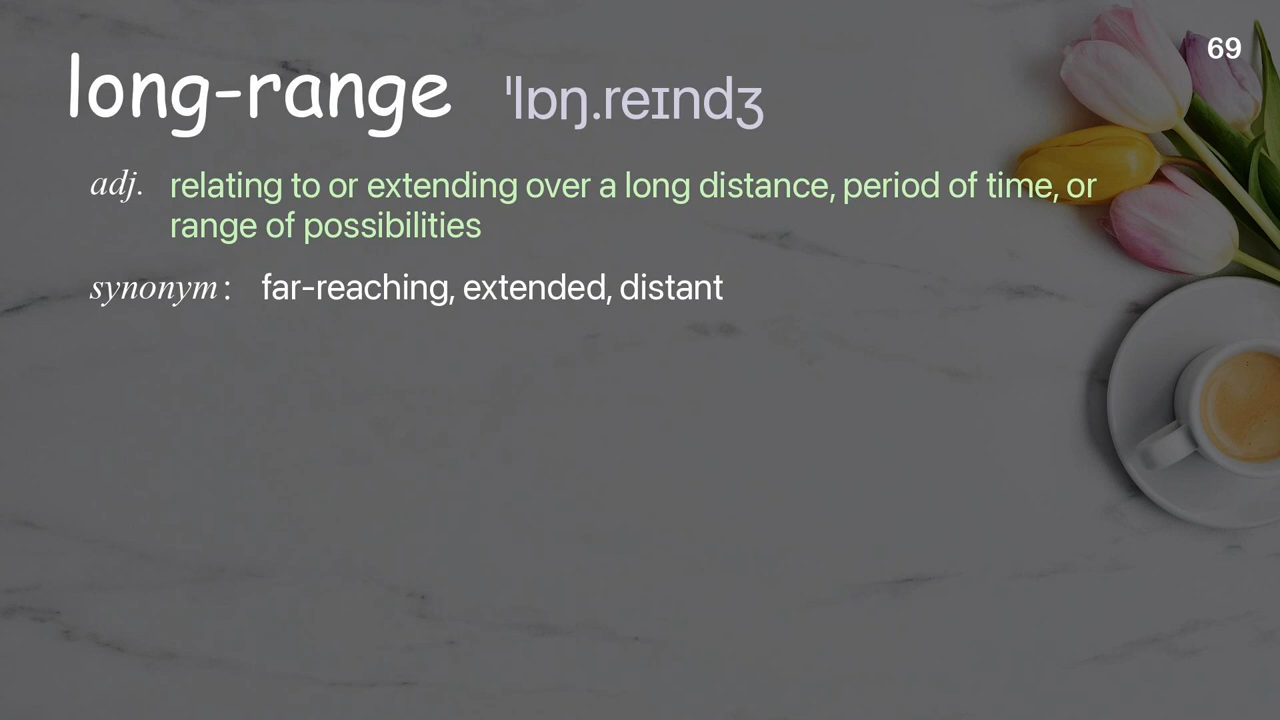 69
long-range ˈlɒŋ.reɪndʒ
adj. relating to or extending over a long distance, period of time, or
range of possibilities
synonym: far-reaching, extended, distant